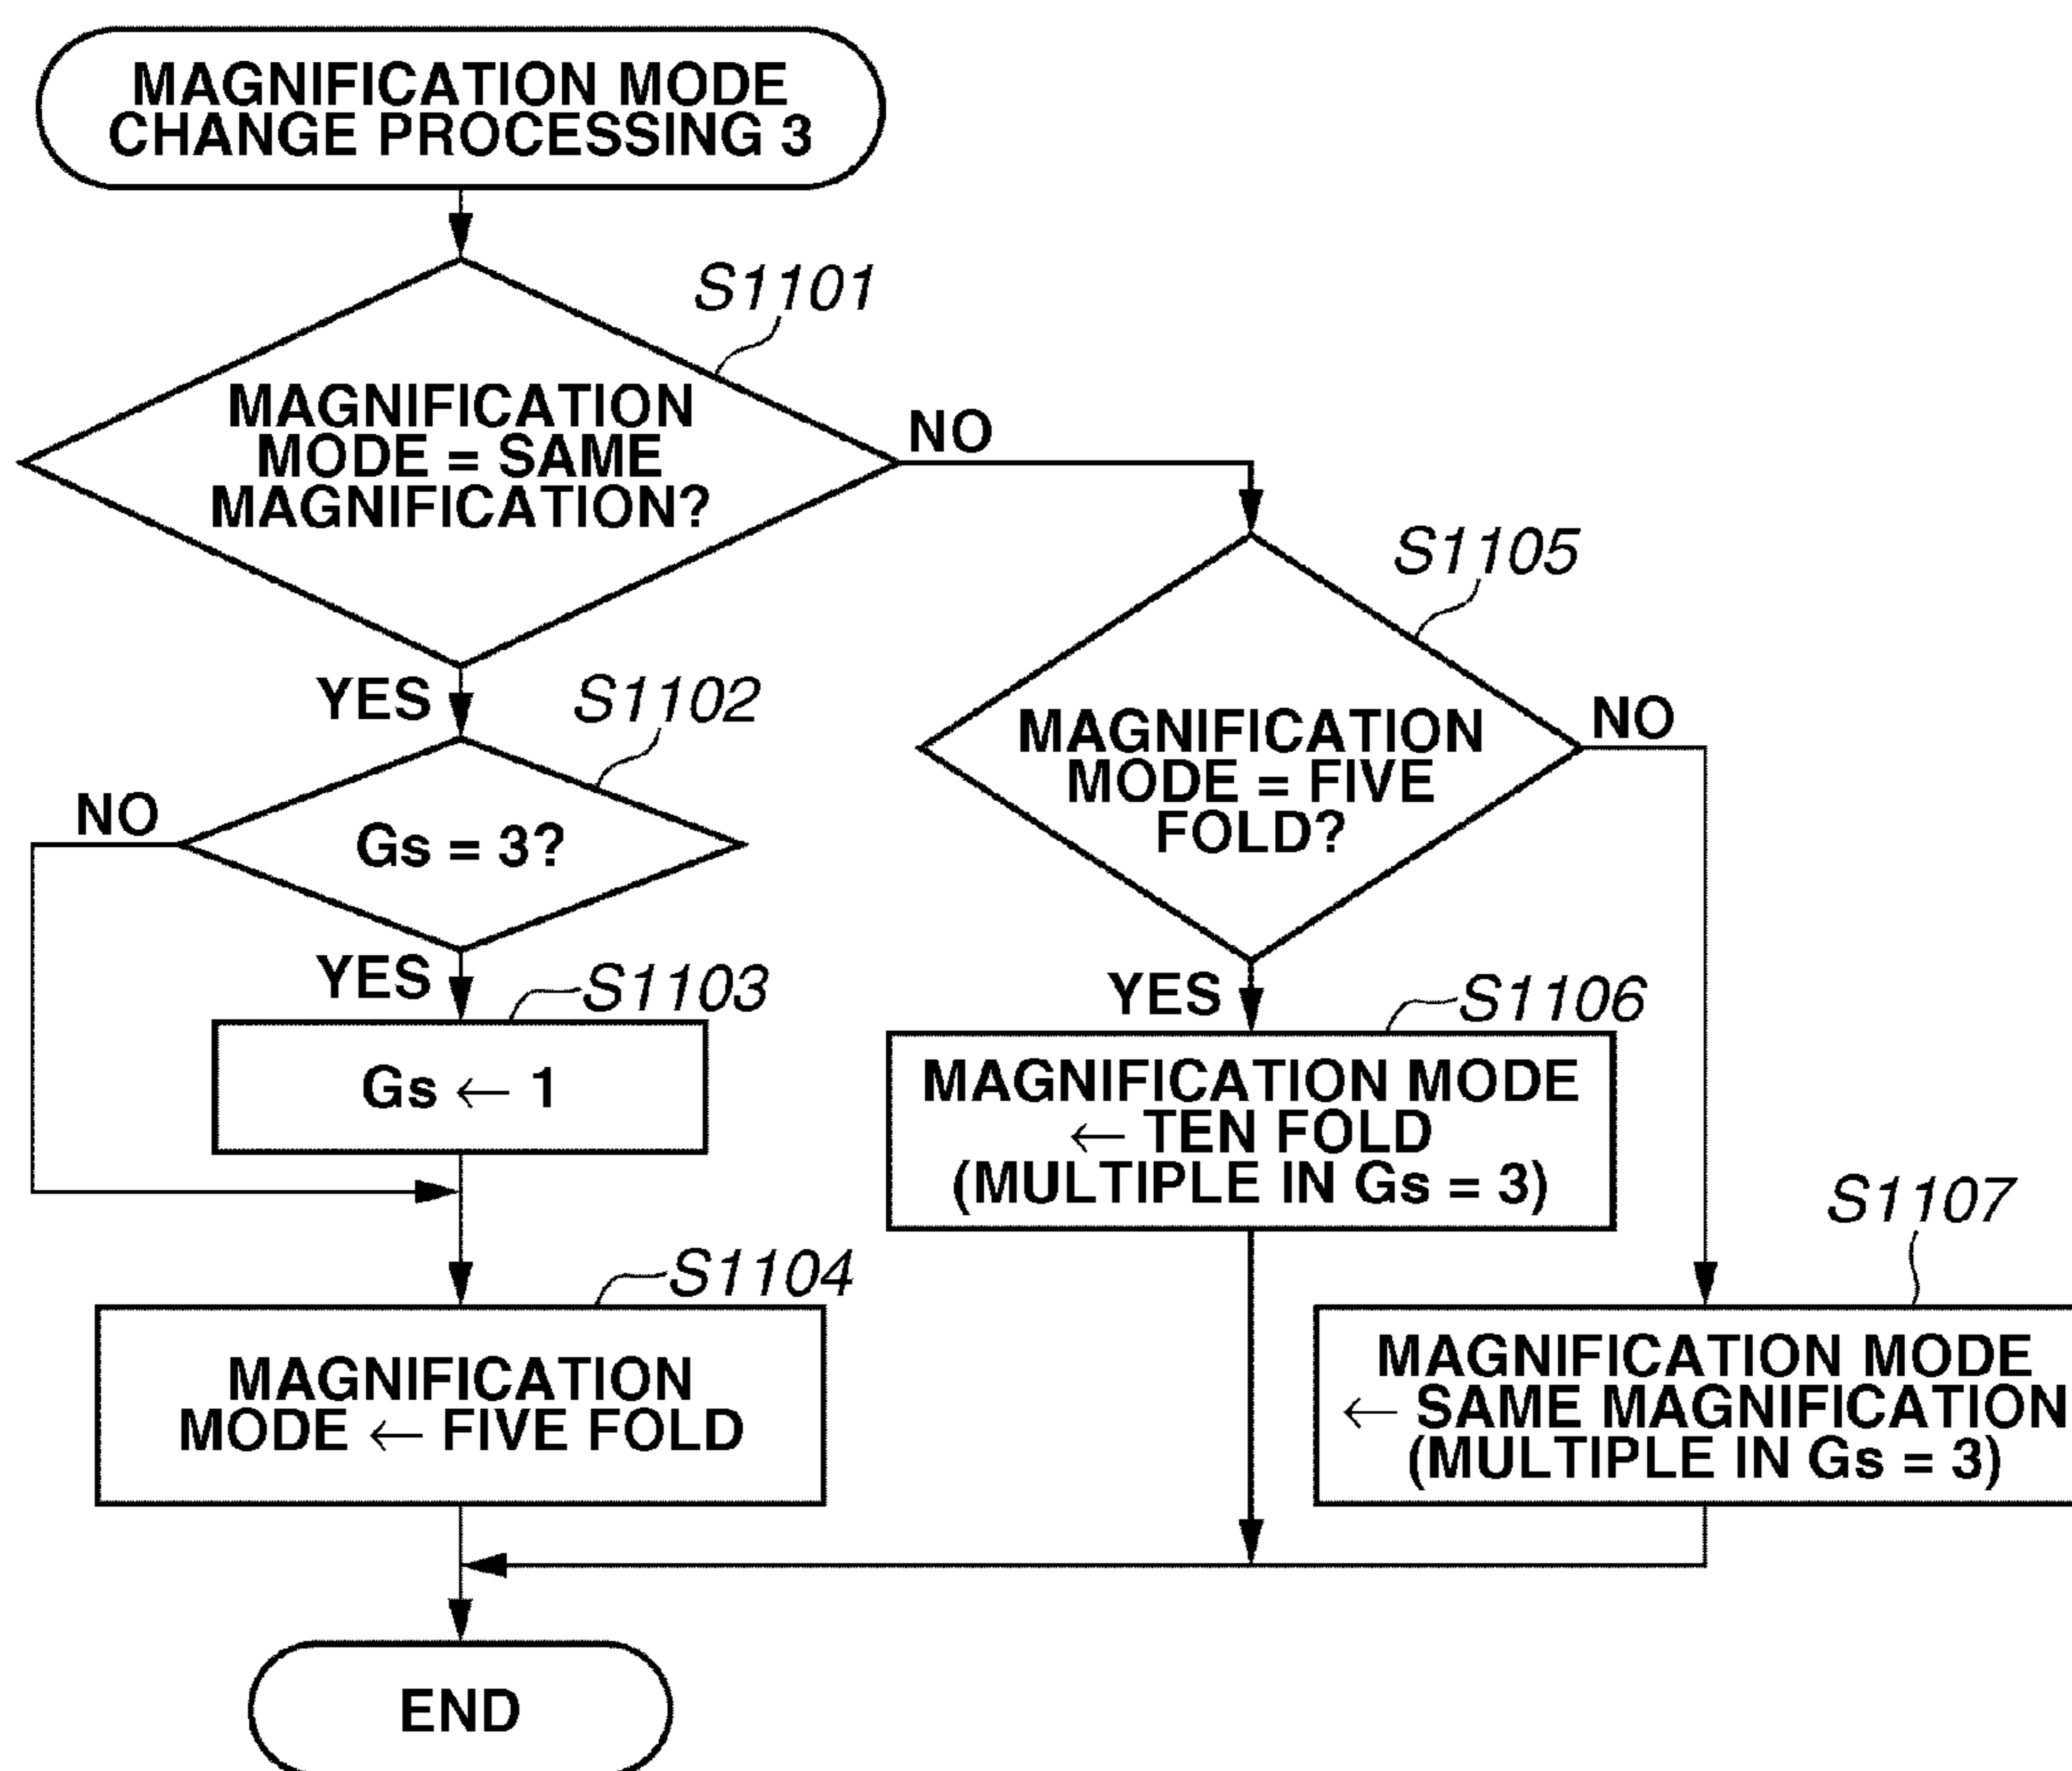 MAGNIFICATION MODE
CHANGE PROCESSING 3
S1101
MAGNIFICATION
MODE = SAME
MAGNIFICATION?
NO
YES
S1102
Gs = 3?
NO
YES
S1103
Gs ← 1
S1104
MAGNIFICATION
MODE ← FIVE FOLD
S1105
MAGNIFICATION
MODE = FIVE
FOLD?
NO
YES
S1106
MAGNIFICATION MODE
← TEN FOLD
(MULTIPLE IN Gs = 3)
S1107
MAGNIFICATION MODE
← SAME MAGNIFICATION
(MULTIPLE IN Gs = 3)
END